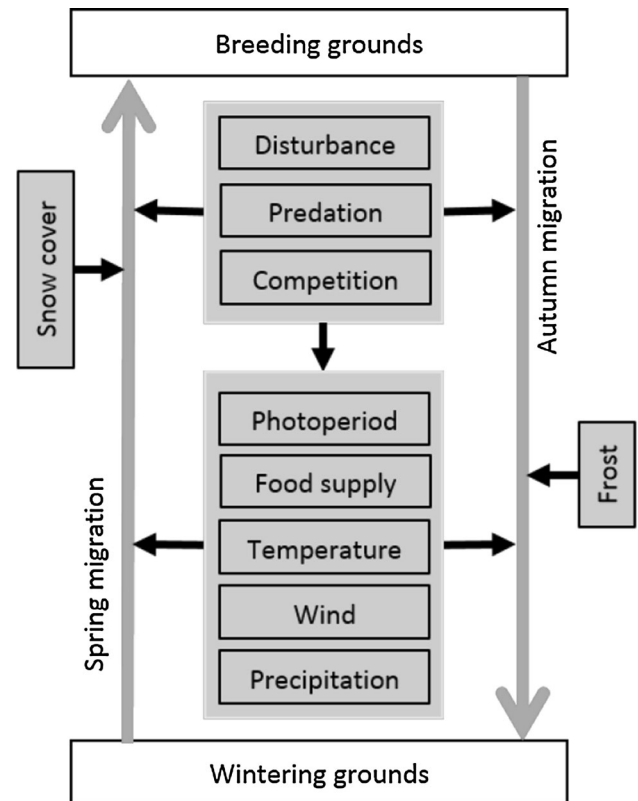 Breeding grounds
Disturbance
Predation
Competition
Snow cover
Autumn migration
Photoperiod
Food supply
Temperature
Wind
Precipitation
Frost
Spring migration
Wintering grounds